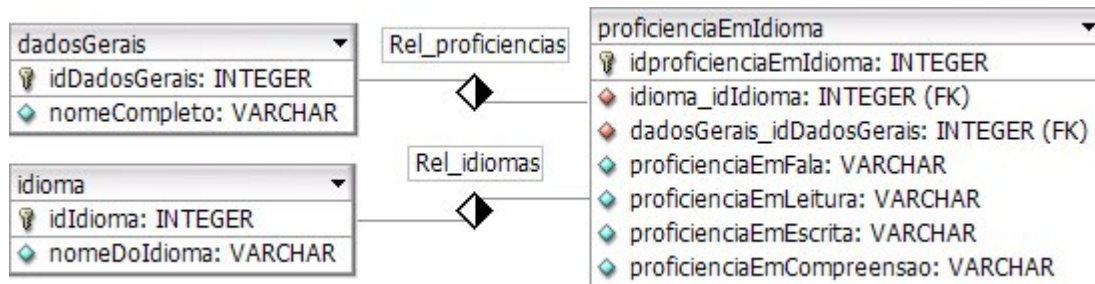 dadosGerais
idDadosGerais: INTEGER
nomeCompleto: VARCHAR
Rel_proficiencias
idioma
idIdioma: INTEGER
nomeDoIdioma: VARCHAR
Rel_idiomas
proficienciaEmIdioma
idproficienciaEmIdioma: INTEGER
idioma_idIdioma: INTEGER (FK)
dadosGerais_idDadosGerais: INTEGER (FK)
proficienciaEmFala: VARCHAR
proficienciaEmLeitura: VARCHAR
proficienciaEmEscrita: VARCHAR
proficienciaEmCompreensao: VARCHAR